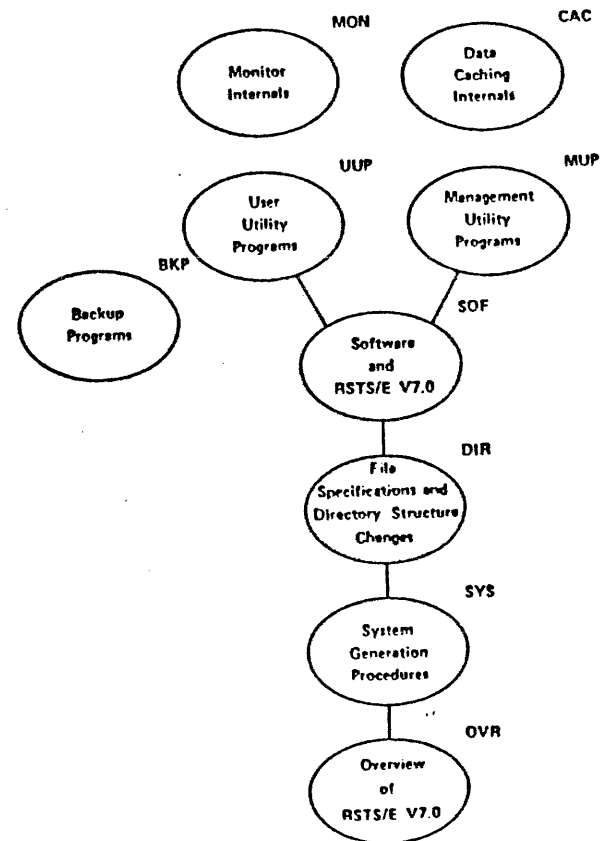 MON
CAC
Monitor
Internals
Data
Caching
Internals
UUP
MUP
User
Utility
Programs
Management
Utility
Programs
BKP
Backup
Programs
SOF
Software
and
RSTS/E V7.0
DIR
File
Specifications and
Directory Structure
Changes
SYS
System
Generation
Procedures
OVR
Overview
of
RSTS/E V7.0